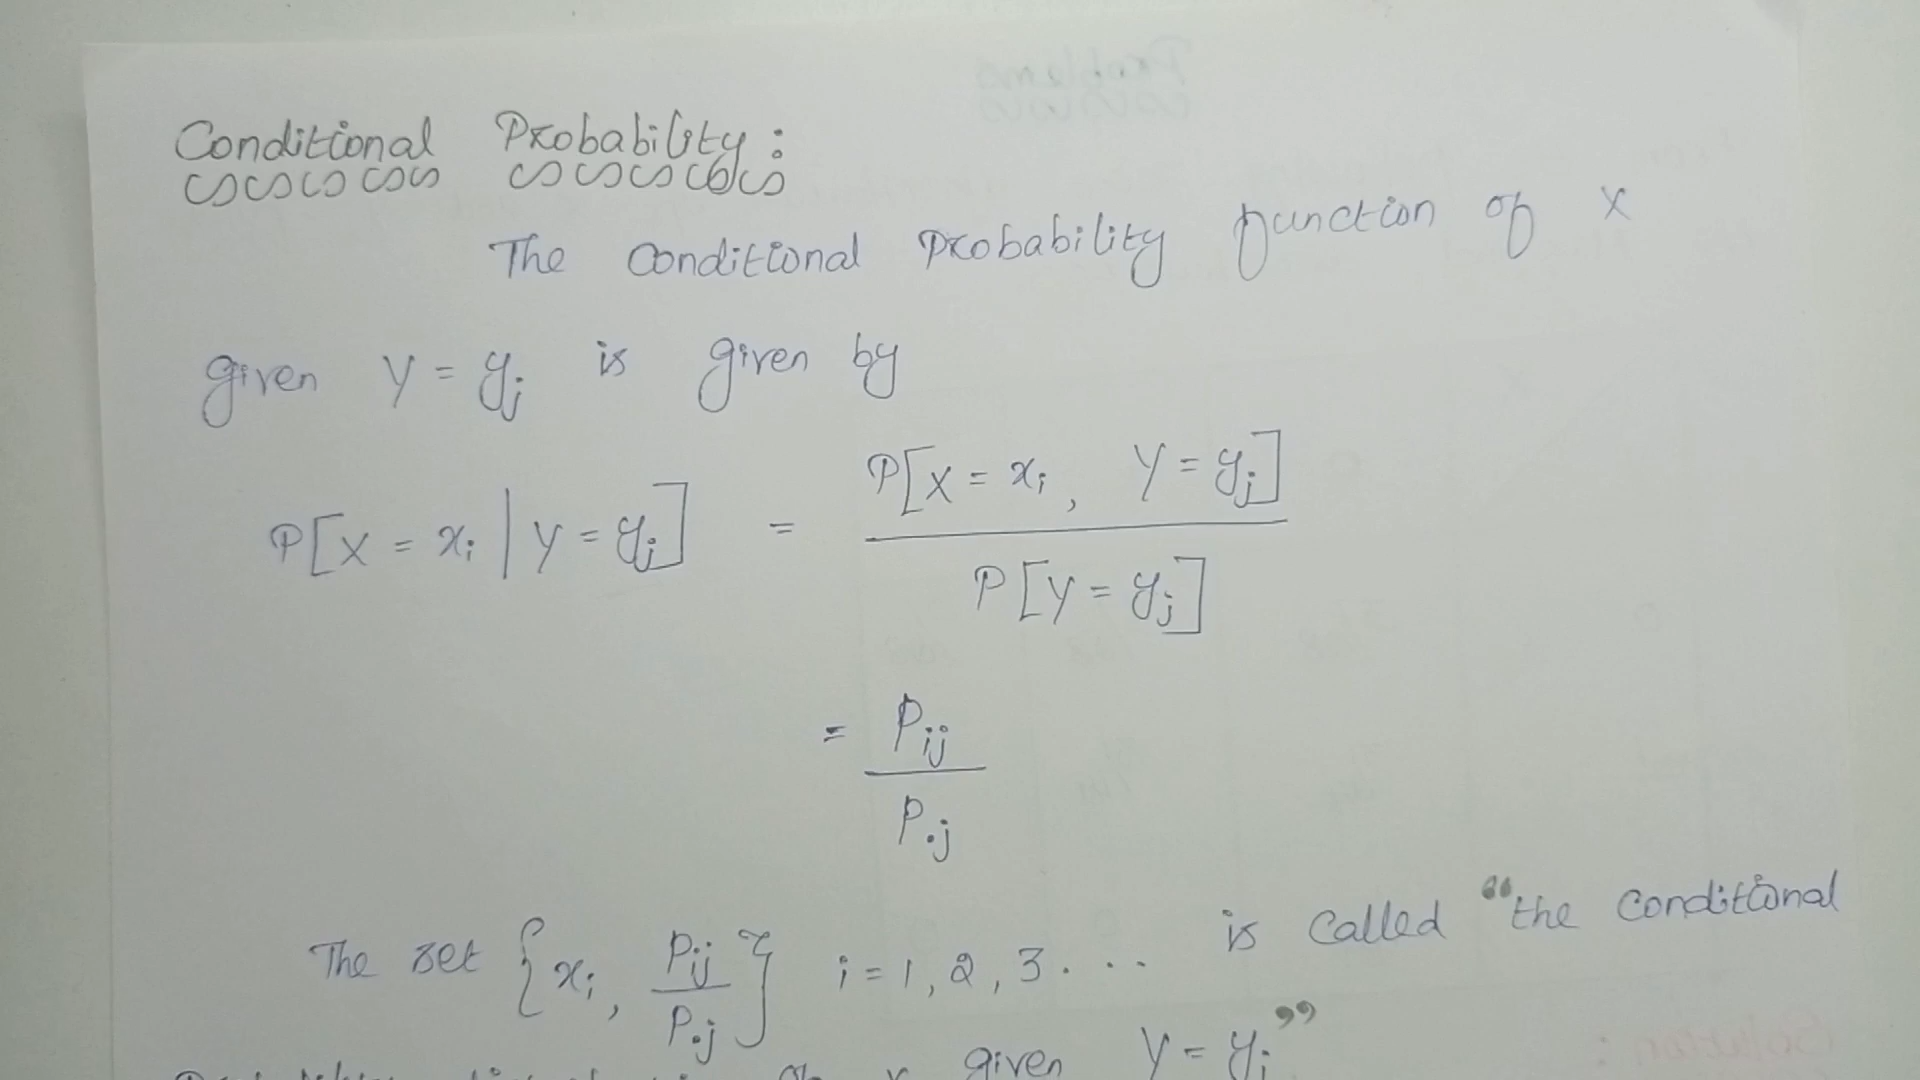 Conditional Probability:
The Conditional Probability function of X
given Y = yj is given by
P[X = xi | Y = yj] = P[X = xi, Y = yj] / P[Y = yj]
= Pij / P.j
The set { xi, Pij / P.j } i = 1, 2, 3. . . is called "the Conditional
given Y = yj"